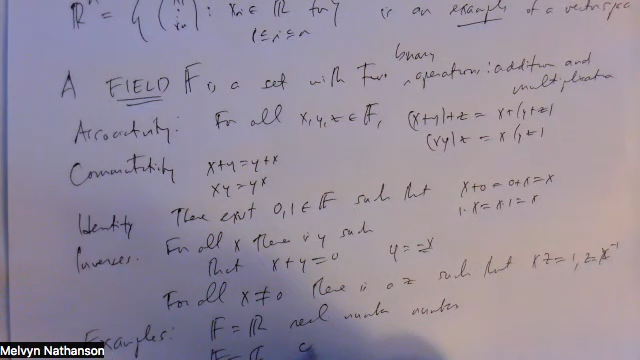 ℝⁿ = { ( x₁ ⋮ xₙ ) : xᵢ ∈ ℝ for 1 ≤ i ≤ n } is an example of a vector spac
A FIELD 𝔽 is a set with two binary operations: addition and multiplication
Associativity: For all x, y, z ∈ 𝔽, (x+y)+z = x+(y+z)
(xy)z = x(yz)
Commutativity x+y = y+x
xy = yx
Identity There exist 0, 1 ∈ 𝔽 such that x+0 = 0+x = x
1·x = x·1 = x
Inverses. For all x there is y such
that x+y = 0 y = -x
For all x ≠ 0 there is a z such that xz = 1, z = x⁻¹
Examples: 𝔽 = ℝ real number numbers
𝔽 =
Melvyn Nathanson